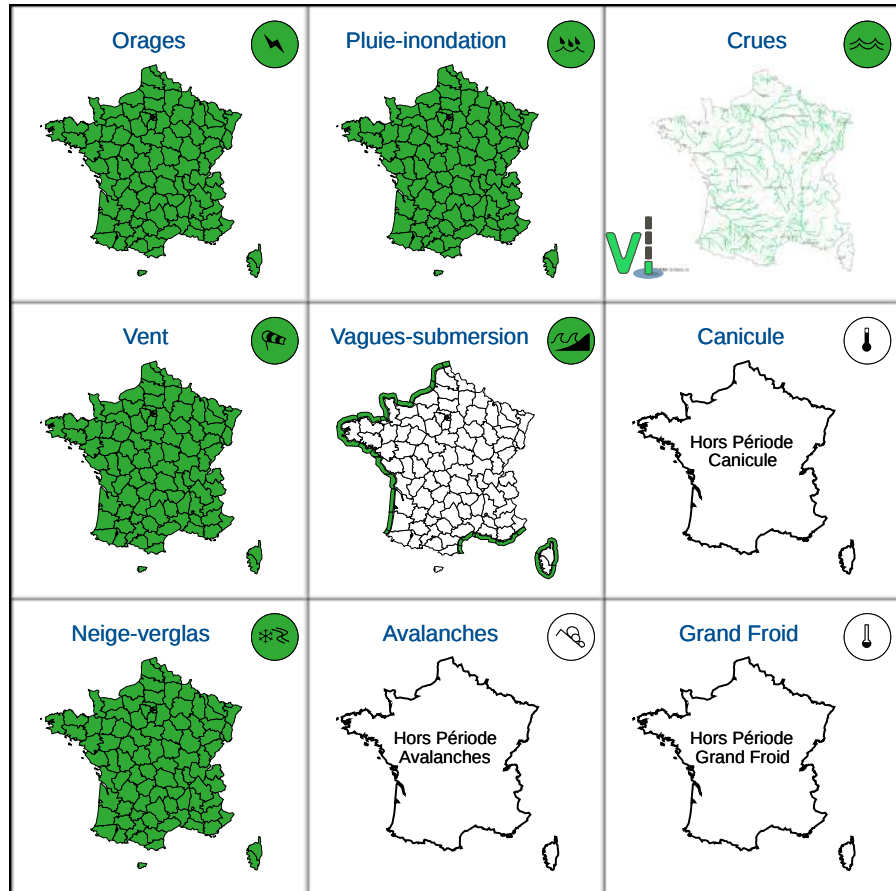 Orages
Pluie-inondation
Crues
Vent
Vagues-submersion
Canicule
Hors Période
Canicule
Neige-verglas
Avalanches
Grand Froid
Hors Période
Avalanches
Hors Période
Grand Froid